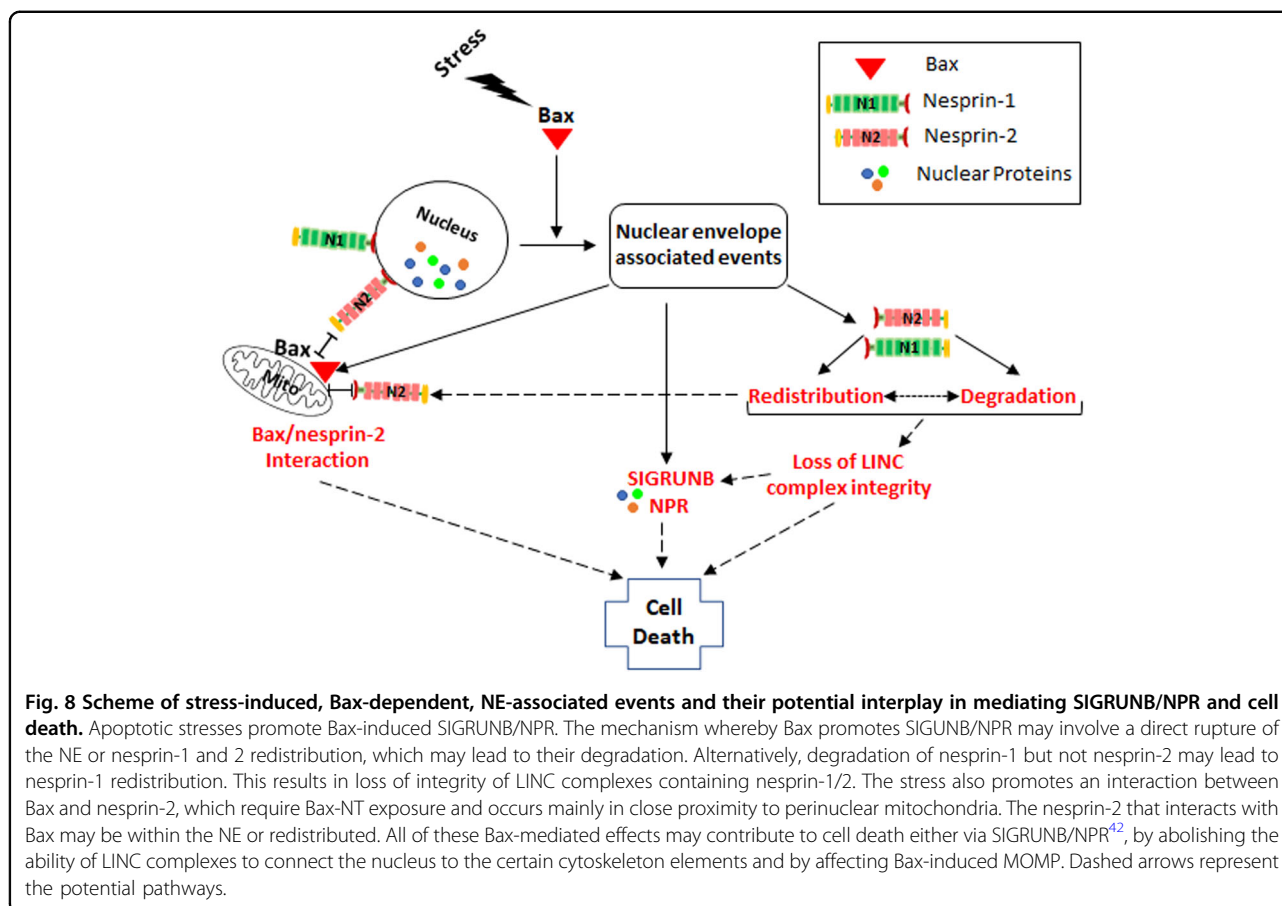 Stress
Bax
Bax
Nesprin-1
Nesprin-2
Nuclear Proteins
N1
N2
Nucleus
N1
N2
Nuclear envelope
associated events
Bax
Mito
N2
Bax/nesprin-2
Interaction
N2
N1
Redistribution
Degradation
Loss of LINC
complex integrity
SIGRUNB
NPR
Cell
Death
Fig. 8 Scheme of stress-induced, Bax-dependent, NE-associated events and their potential interplay in mediating SIGRUNB/NPR and cell
death. Apoptotic stresses promote Bax-induced SIGRUNB/NPR. The mechanism whereby Bax promotes SIGUNB/NPR may involve a direct rupture of
the NE or nesprin-1 and 2 redistribution, which may lead to their degradation. Alternatively, degradation of nesprin-1 but not nesprin-2 may lead to
nesprin-1 redistribution. This results in loss of integrity of LINC complexes containing nesprin-1/2. The stress also promotes an interaction between
Bax and nesprin-2, which require Bax-NT exposure and occurs mainly in close proximity to perinuclear mitochondria. The nesprin-2 that interacts with
Bax may be within the NE or redistributed. All of these Bax-mediated effects may contribute to cell death either via SIGRUNB/NPR42, by abolishing the
ability of LINC complexes to connect the nucleus to the certain cytoskeleton elements and by affecting Bax-induced MOMP. Dashed arrows represent
the potential pathways.